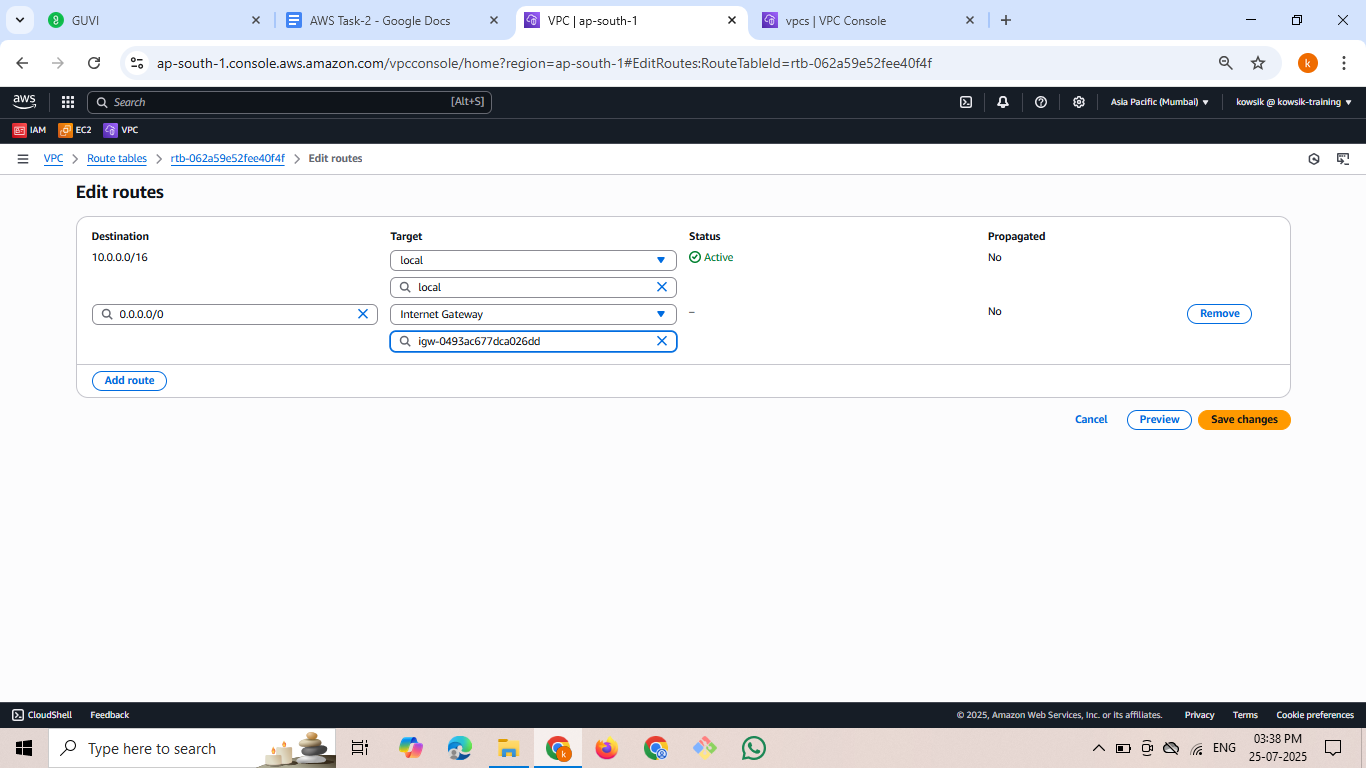 GUVI
AWS Task-2 - Google Docs
VPC | ap-south-1
vpcs | VPC Console
ap-south-1.console.aws.amazon.com/vpcconsole/home?region=ap-south-1#EditRoutes:RouteTableId=rtb-062a59e52fee40f4f
k
aws
Search
[Alt+S]
Asia Pacific (Mumbai)
kowsik @ kowsik-training
IAM
EC2
VPC
VPC
Route tables
rtb-062a59e52fee40f4f
Edit routes
Edit routes
Destination
Target
Status
Propagated
10.0.0.0/16
local
Active
No
local
0.0.0.0/0
Internet Gateway
–
No
Remove
igw-0493ac677dca026dd
Add route
Cancel
Preview
Save changes
CloudShell
Feedback
© 2025, Amazon Web Services, Inc. or its affiliates.
Privacy
Terms
Cookie preferences
Type here to search
k
ENG
03:38 PM
25-07-2025